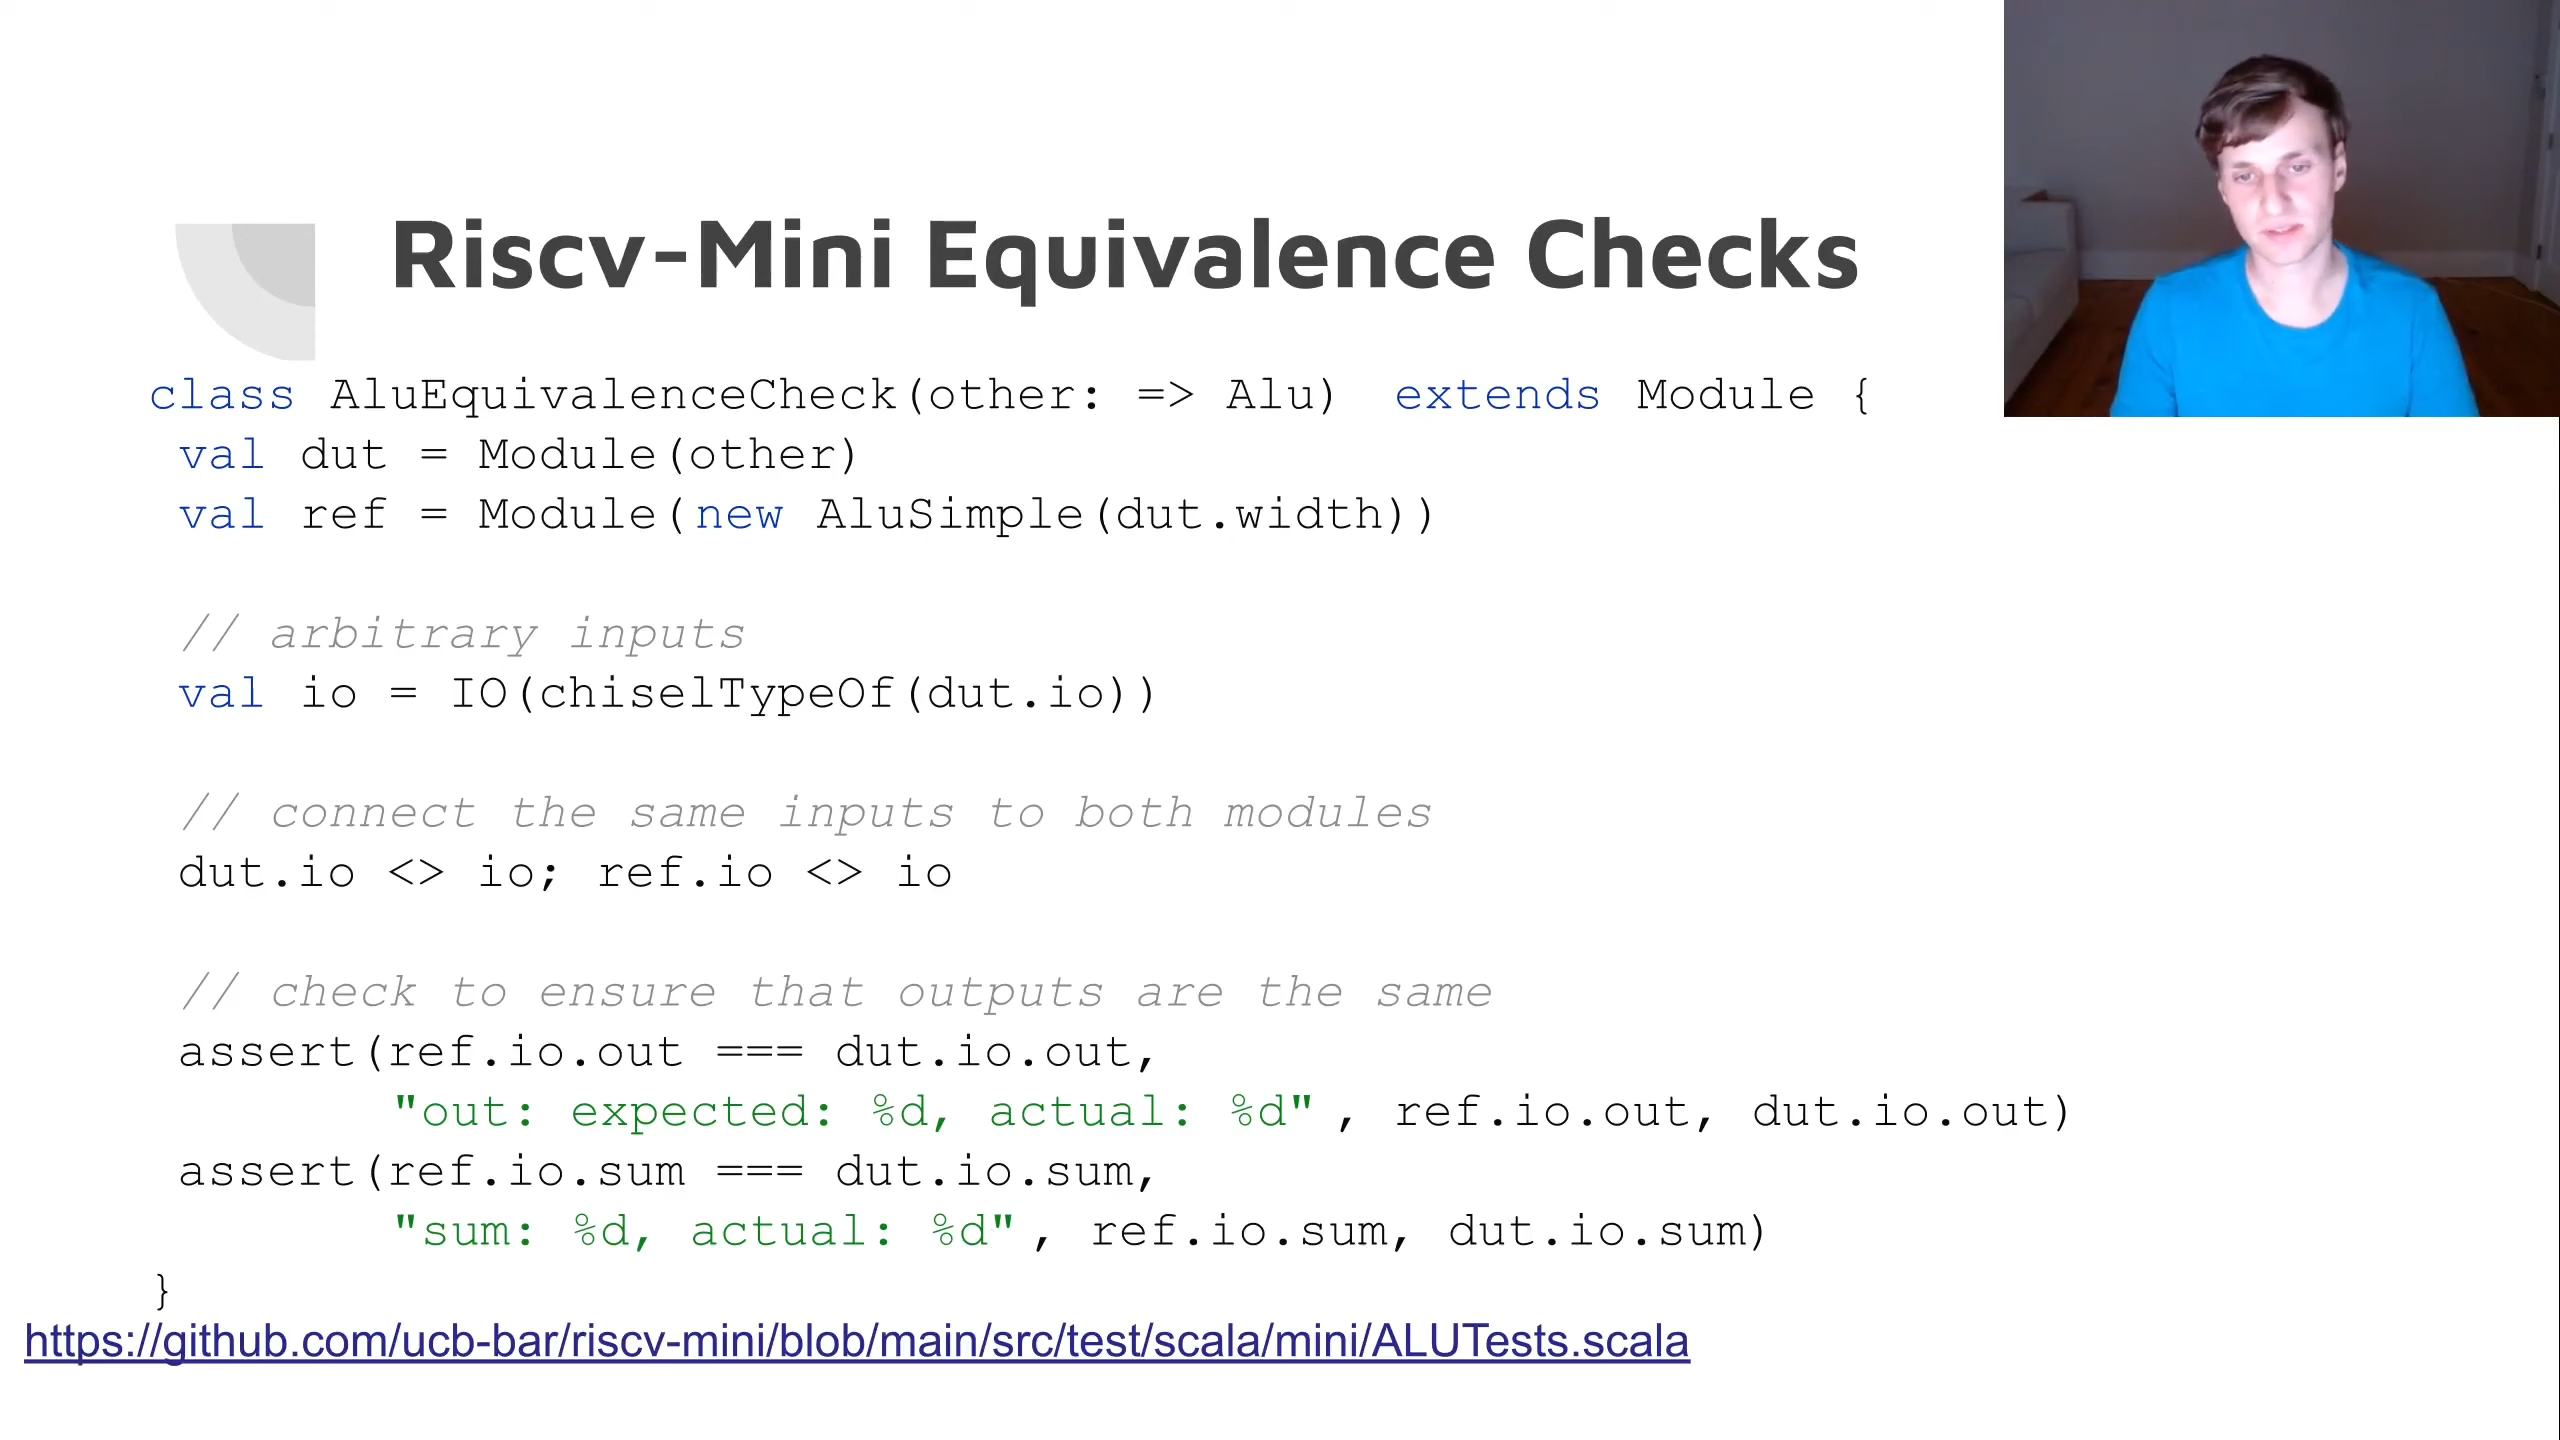 Riscv-Mini Equivalence Checks
class AluEquivalenceCheck(other: => Alu) extends Module {
val dut = Module(other)
val ref = Module(new AluSimple(dut.width))
// arbitrary inputs
val io = IO(chiselTypeOf(dut.io))
// connect the same inputs to both modules
dut.io <> io; ref.io <> io
// check to ensure that outputs are the same
assert(ref.io.out === dut.io.out,
"out: expected: %d, actual: %d" , ref.io.out, dut.io.out)
assert(ref.io.sum === dut.io.sum,
"sum: %d, actual: %d" , ref.io.sum, dut.io.sum)
}
https://github.com/ucb-bar/riscv-mini/blob/main/src/test/scala/mini/ALUTests.scala